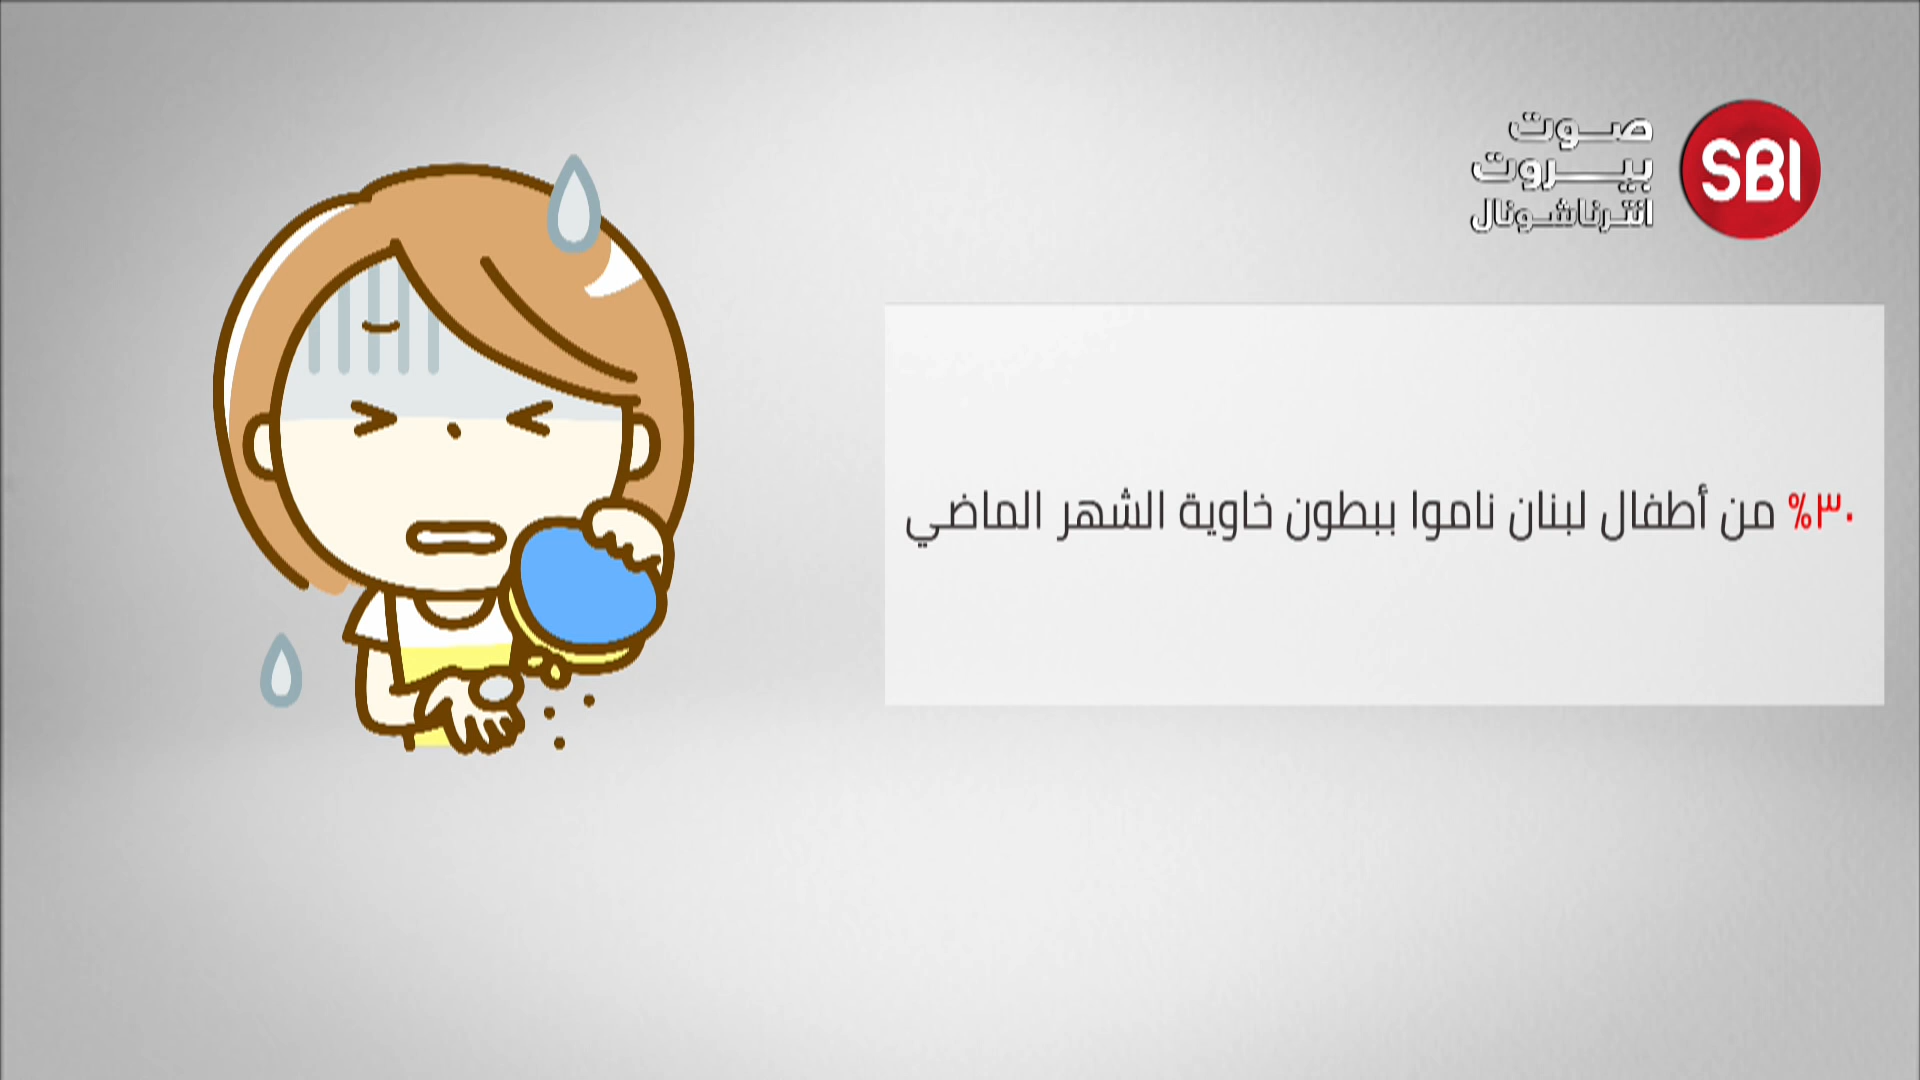 صوت
بيروت
انترناشونال
SBI
٣٠% من أطفال لبنان ناموا ببطون خاوية الشهر الماضي